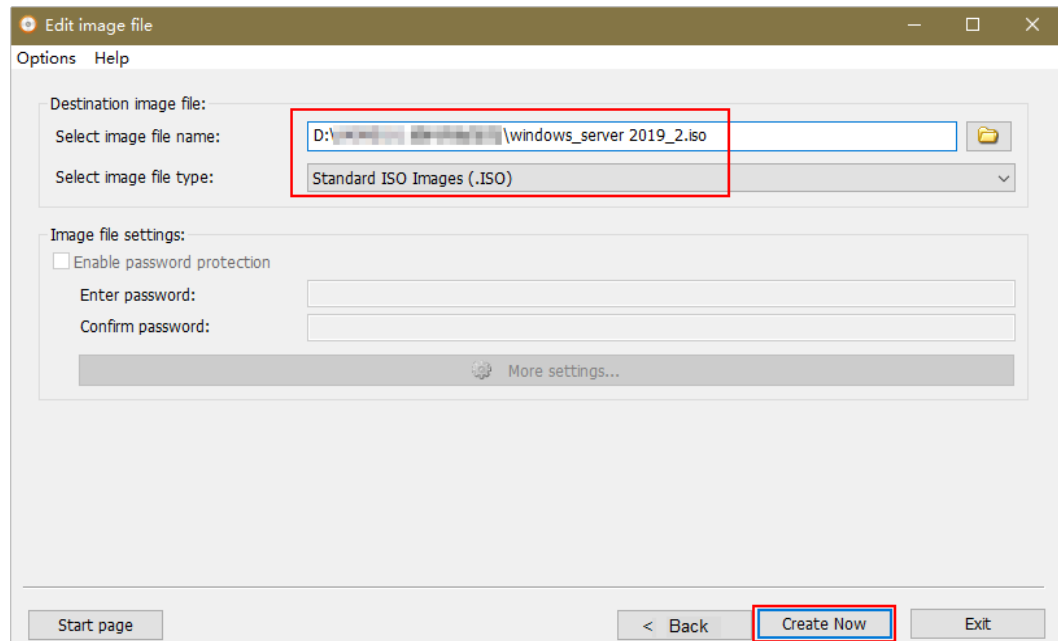 Edit image file
Options Help
Destination image file:
Select image file name: D:\ \windows_server 2019_2.iso
Select image file type: Standard ISO Images (.ISO)
Image file settings:
Enable password protection
Enter password:
Confirm password:
More settings...
Start page < Back Create Now Exit